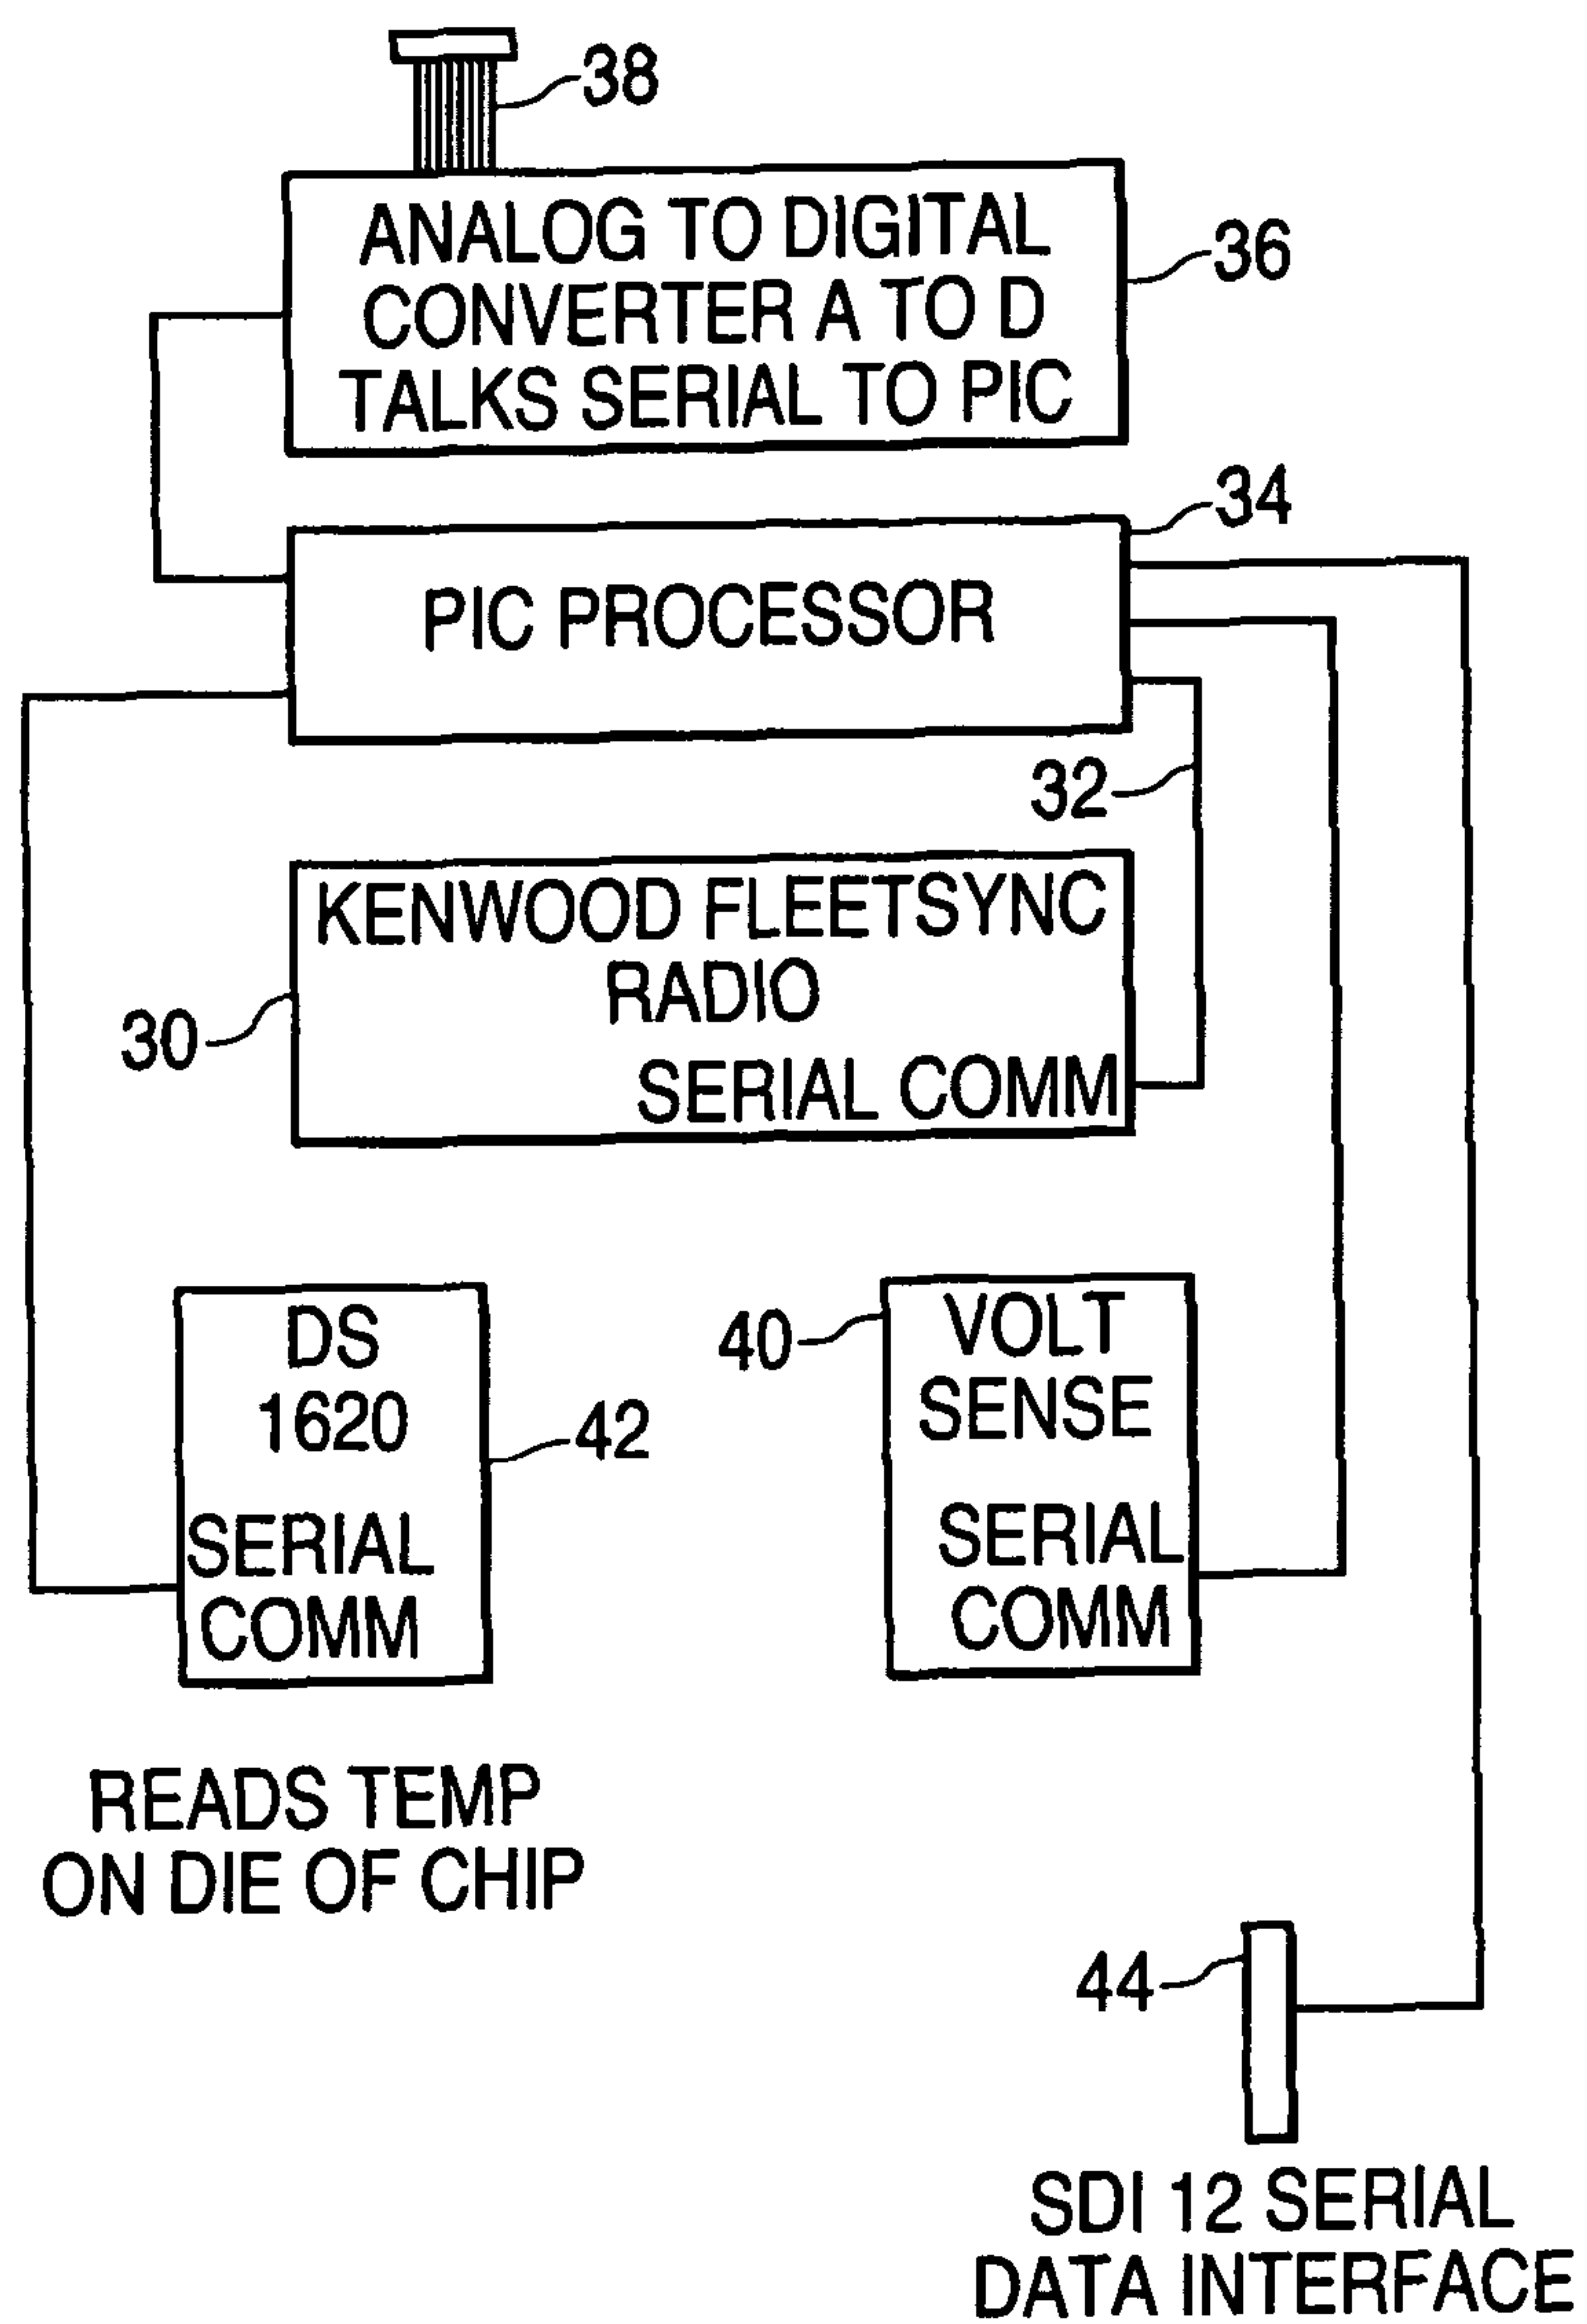 38
ANALOG TO DIGITAL
CONVERTER A TO D
TALKS SERIAL TO PIC
36
34
PIC PROCESSOR
32
KENWOOD FLEETSYNC
RADIO
SERIAL COMM
30
DS
1620
SERIAL
COMM
42
40
VOLT
SENSE
SERIAL
COMM
READS TEMP
ON DIE OF CHIP
44
SDI 12 SERIAL
DATA INTERFACE